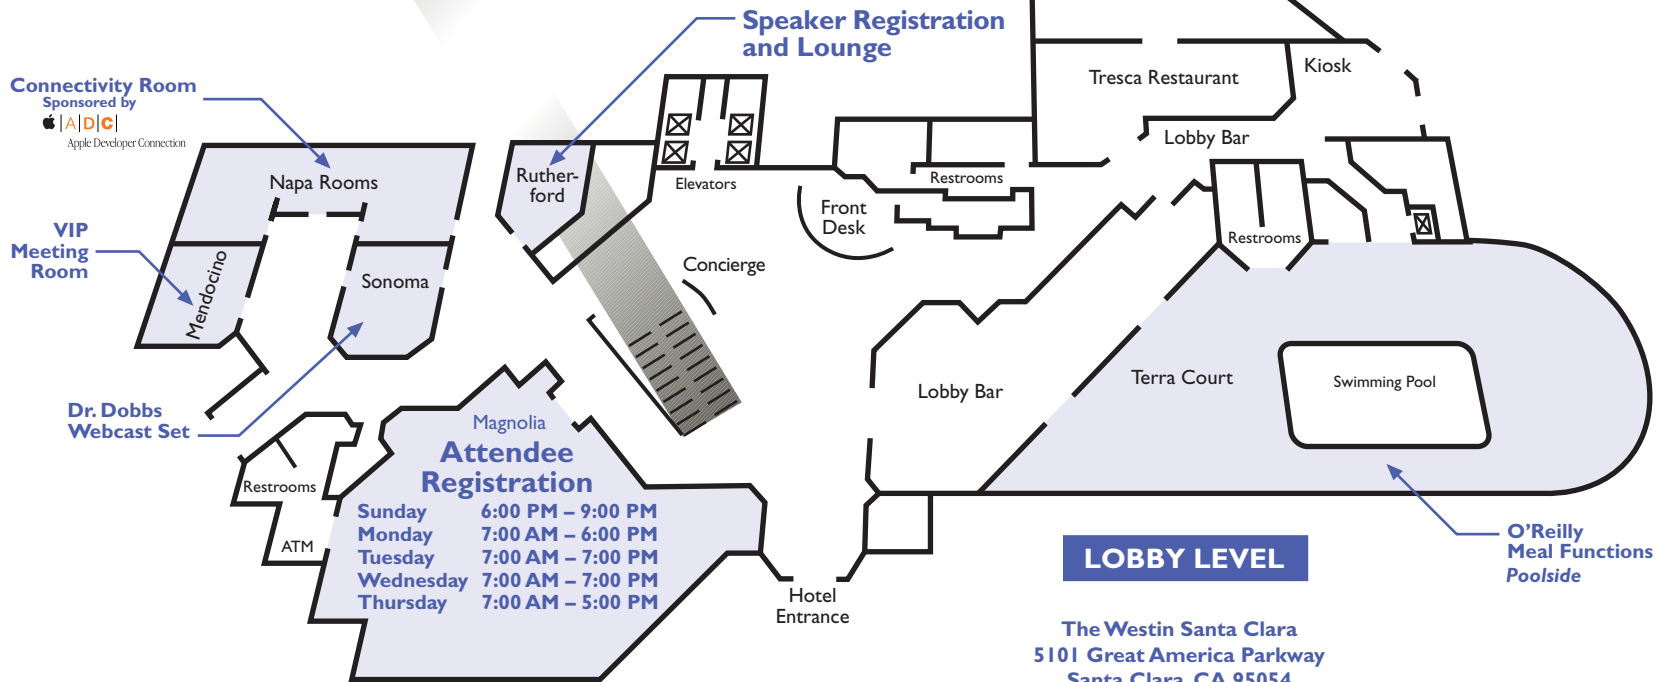 Speaker Registration
and Lounge
Connectivity Room
Sponsored by
|A|D|C|
Apple Developer Connection
Napa Rooms
VIP
Meeting
Room
Mendocino
Sonoma
Dr. Dobbs
Webcast Set
Ruther-
ford
Elevators
Concierge
Front
Desk
Restrooms
Tresca Restaurant
Kiosk
Lobby Bar
Restrooms
Lobby Bar
Terra Court
Swimming Pool
Restrooms
ATM
Magnolia
Attendee
Registration
Sunday 6:00 PM – 9:00 PM
Monday 7:00 AM – 6:00 PM
Tuesday 7:00 AM – 7:00 PM
Wednesday 7:00 AM – 7:00 PM
Thursday 7:00 AM – 5:00 PM
Hotel
Entrance
O'Reilly
Meal Functions
Poolside
LOBBY LEVEL
The Westin Santa Clara
5101 Great America Parkway
Santa Clara, CA 95054